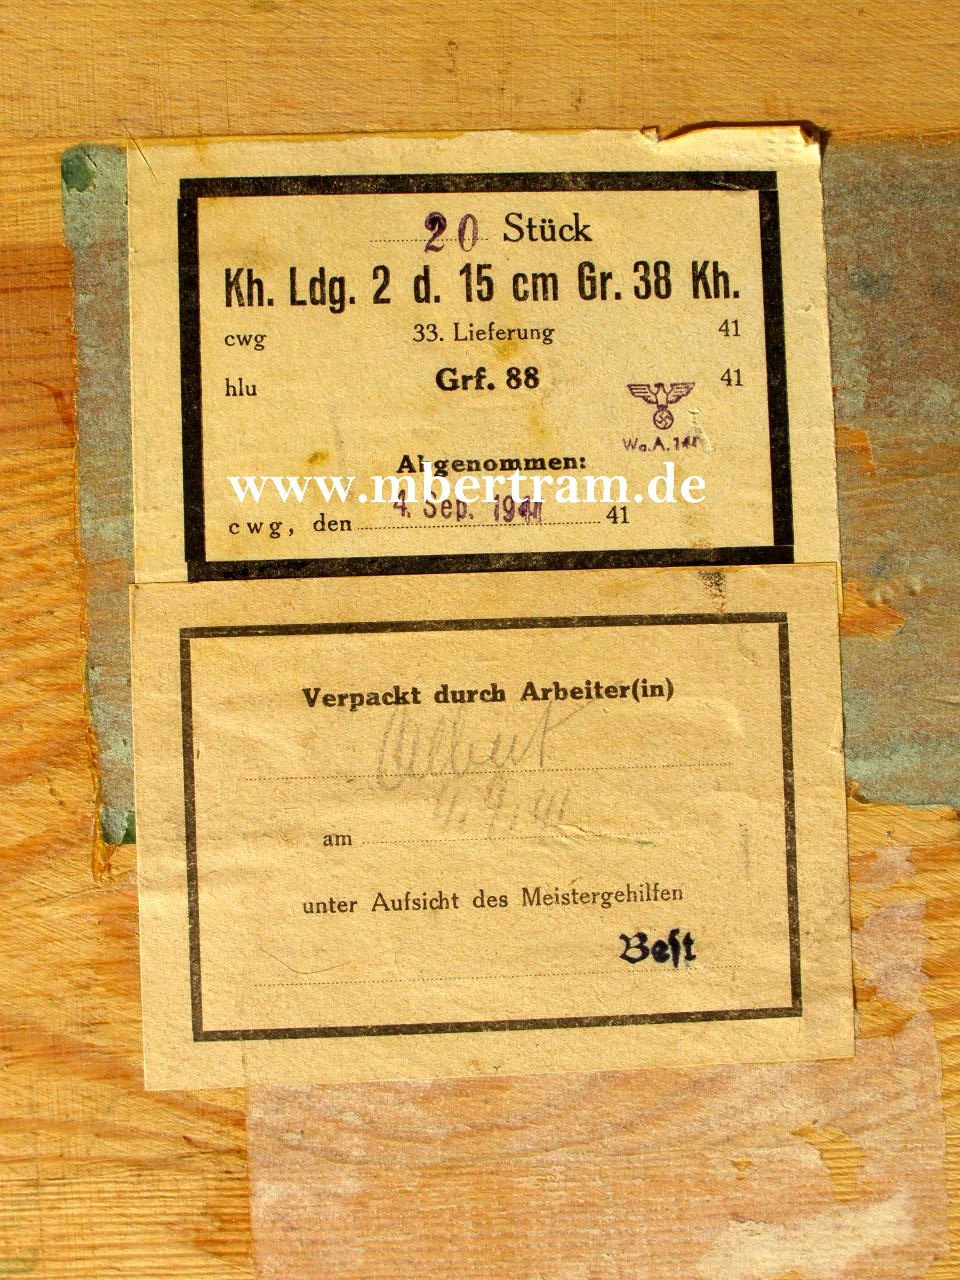 20 Stück
Kh. Ldg. 2 d. 15 cm Gr. 38 Kh.
cwg 33. Lieferung 41
hlu Grf. 88 41
Wa.A.
Abgenommen:
www.mbertram.de
cwg, den 4. Sep. 1941 41
Verpackt durch Arbeiter(in)
am
unter Aufsicht des Meistergehilfen
Best